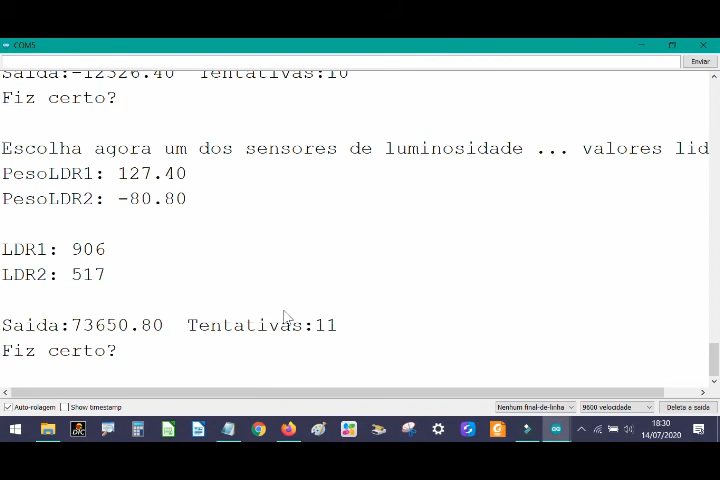 COM5
Enviar
Saida:-12326.40 Tentativas:10
Fiz certo?
Escolha agora um dos sensores de luminosidade ... valores lid
PesoLDR1: 127.40
PesoLDR2: -80.80
LDR1: 906
LDR2: 517
Saida:73650.80 Tentativas:11
Fiz certo?
Auto-rolagem Show timestamp Nenhum final-de-linha 9600 velocidade Deleta a saida
18:30
14/07/2020